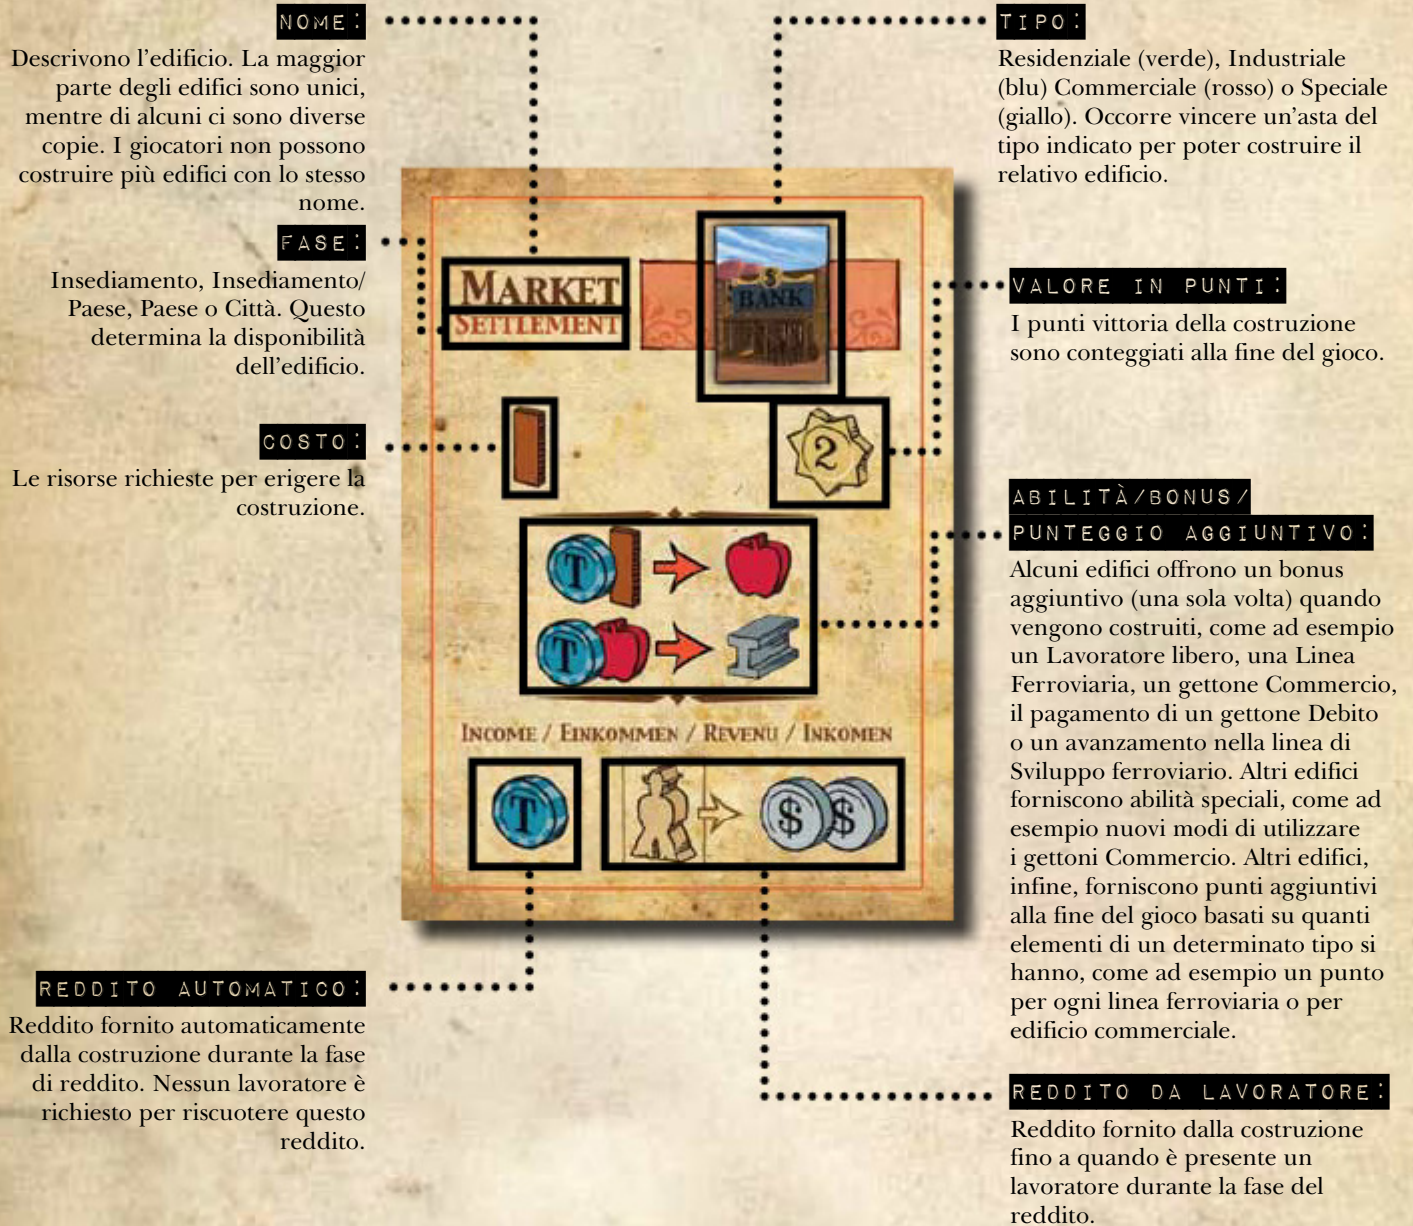 NOME:
Descrivono l'edificio. La maggior
parte degli edifici sono unici,
mentre di alcuni ci sono diverse
copie. I giocatori non possono
costruire più edifici con lo stesso
nome.
FASE:
Insediamento, Insediamento/
Paese, Paese o Città. Questo
determina la disponibilità
dell'edificio.
COSTO:
Le risorse richieste per erigere la
costruzione.
REDDITO AUTOMATICO:
Reddito fornito automaticamente
dalla costruzione durante la fase
di reddito. Nessun lavoratore è
richiesto per riscuotere questo
reddito.
MARKET
SETTLEMENT
$
BANK
2
T
T
INCOME / EINKOMMEN / REVENU / INKOMEN
T
$ $
TIPO:
Residenziale (verde), Industriale
(blu) Commerciale (rosso) o Speciale
(giallo). Occorre vincere un'asta del
tipo indicato per poter costruire il
relativo edificio.
VALORE IN PUNTI:
I punti vittoria della costruzione
sono conteggiati alla fine del gioco.
ABILITÀ/BONUS/
PUNTEGGIO AGGIUNTIVO:
Alcuni edifici offrono un bonus
aggiuntivo (una sola volta) quando
vengono costruiti, come ad esempio
un Lavoratore libero, una Linea
Ferroviaria, un gettone Commercio,
il pagamento di un gettone Debito
o un avanzamento nella linea di
Sviluppo ferroviario. Altri edifici
forniscono abilità speciali, come ad
esempio nuovi modi di utilizzare
i gettoni Commercio. Altri edifici,
infine, forniscono punti aggiuntivi
alla fine del gioco basati su quanti
elementi di un determinato tipo si
hanno, come ad esempio un punto
per ogni linea ferroviaria o per
edificio commerciale.
REDDITO DA LAVORATORE:
Reddito fornito dalla costruzione
fino a quando è presente un
lavoratore durante la fase del
reddito.